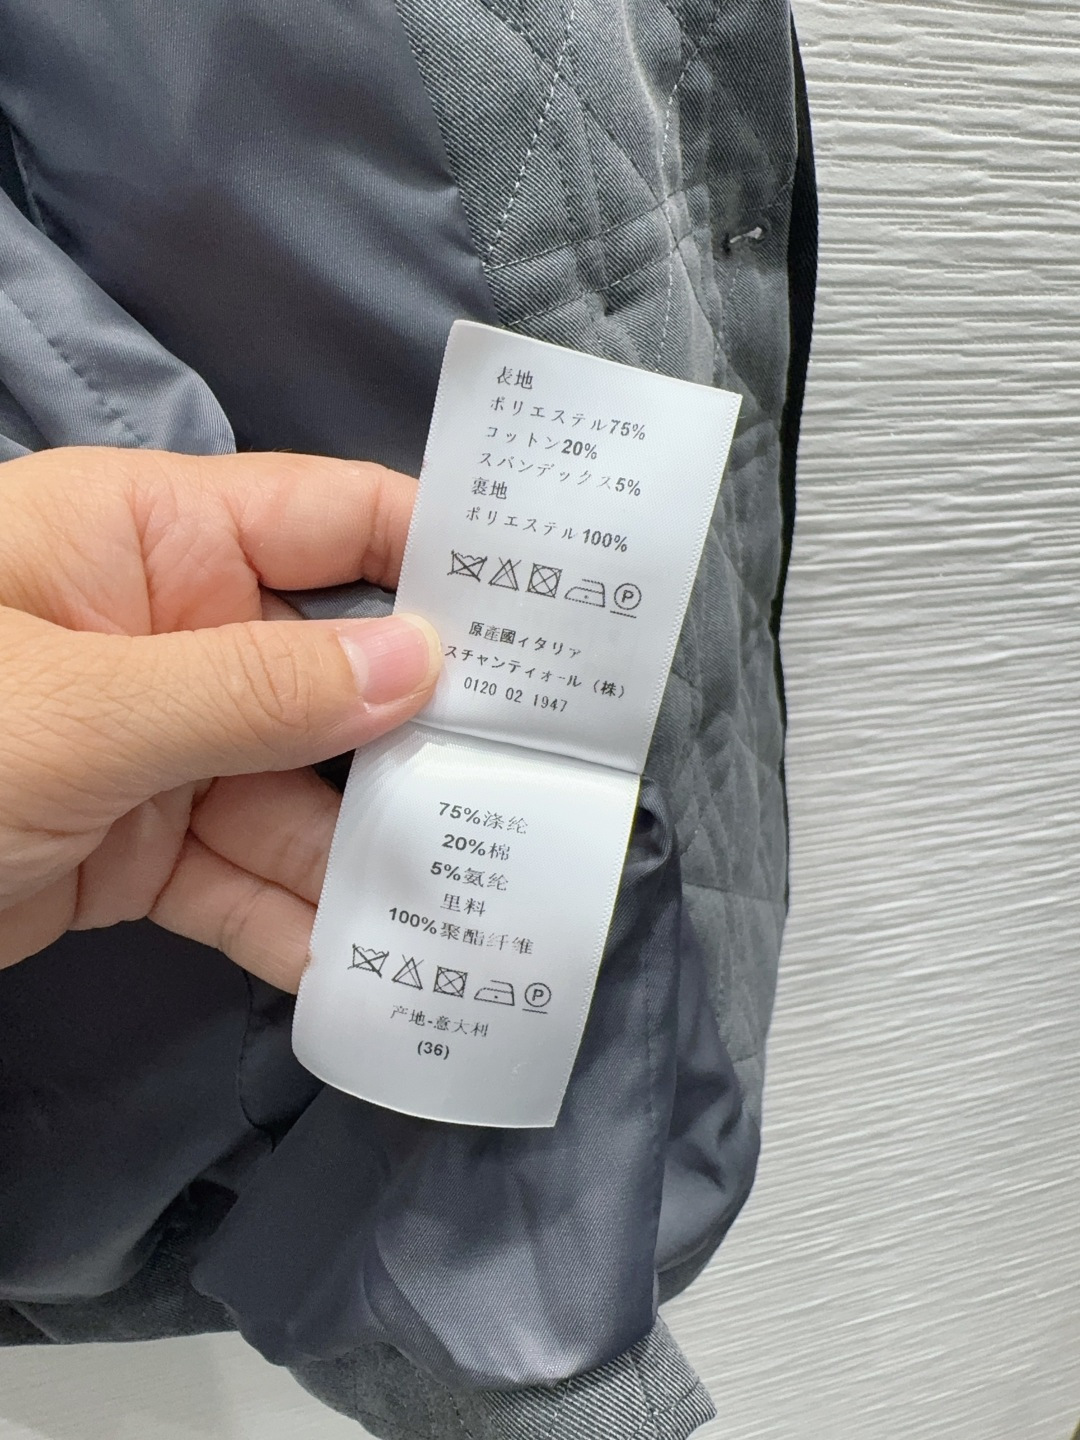 表地
ポリエステル75%
コットン20%
スパンデックス5%
裏地
ポリエステル100%
P
原産國イタリア
スチャンティオール（株）
0120 02 1947
75%涤纶
20%棉
5%氨纶
里料
100%聚酯纤维
P
产地-意大利
(36)